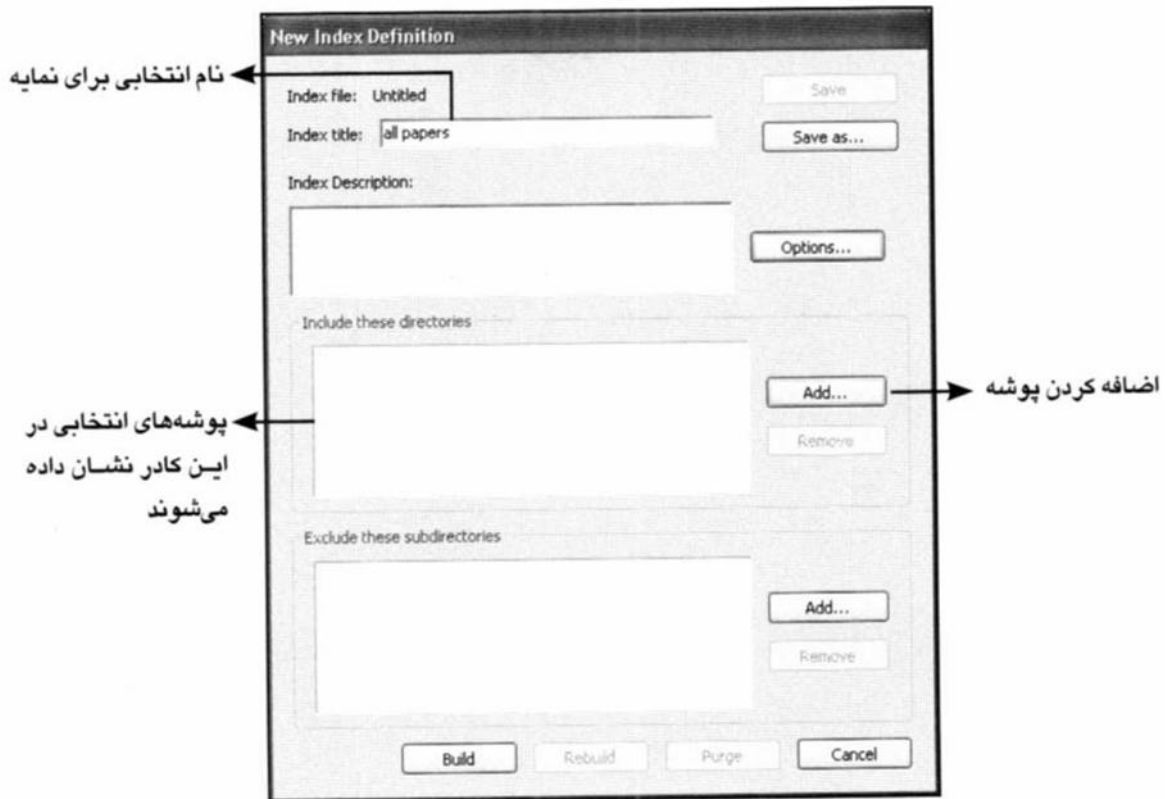 New Index Definition
نام انتخابی برای نمایه
Index file: Untitled
Save
Index title: all papers
Save as...
Index Description:
Options...
Include these directories
Add...
اضافه کردن پوشه
Remove
پوشه‌های انتخابی در
این کادر نشان داده
می‌شوند
Exclude these subdirectories
Add...
Remove
Build
Rebuild
Purge
Cancel